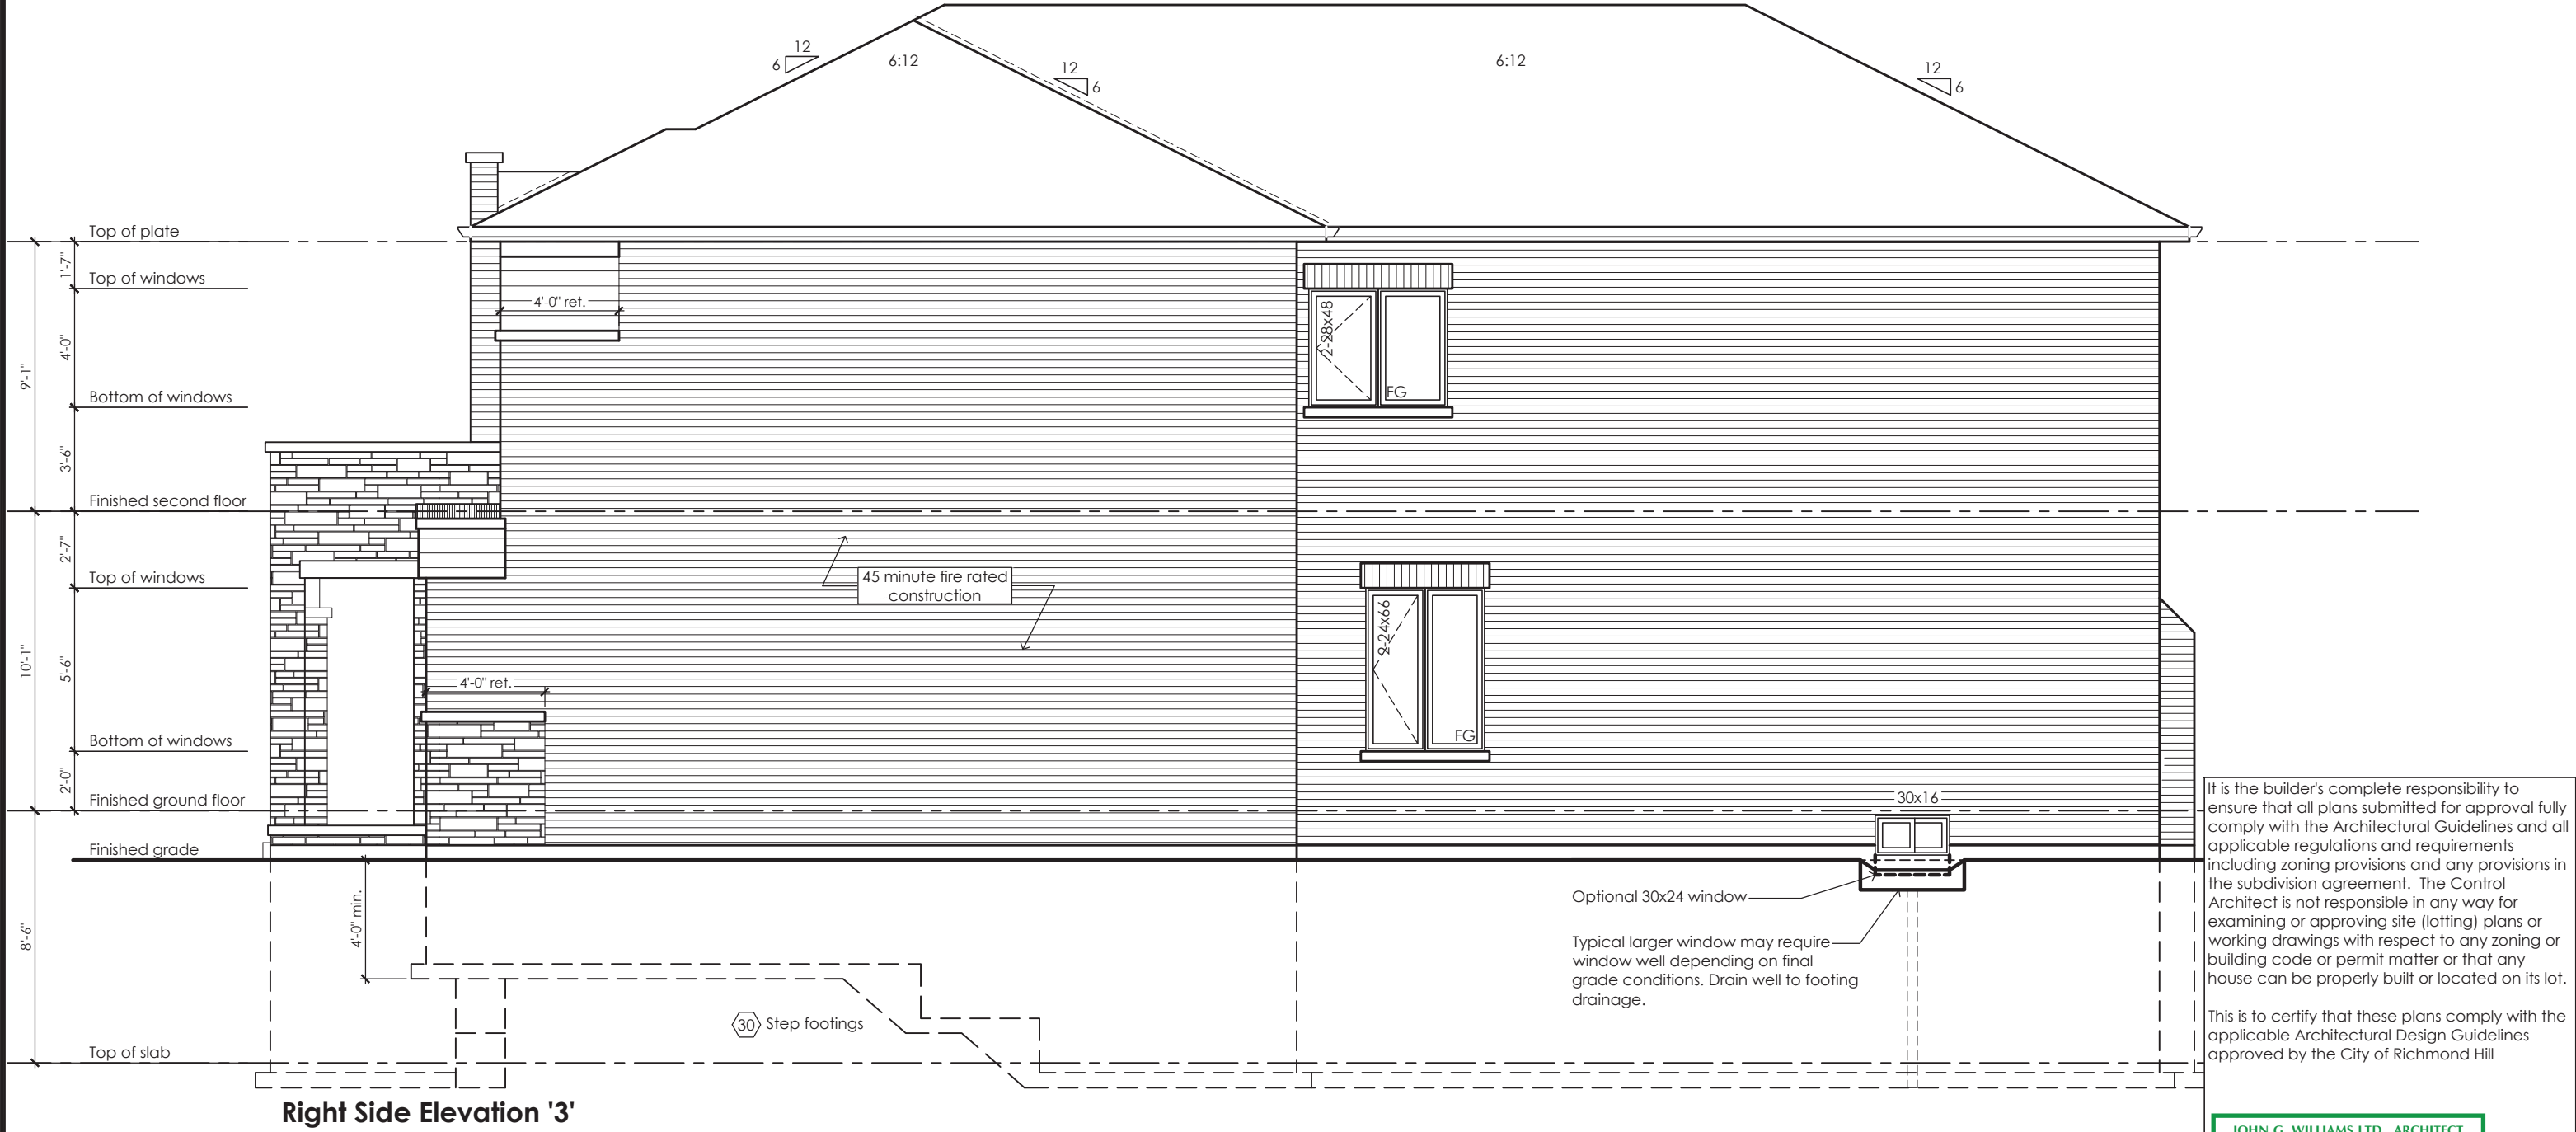 12
6
6:12
12
6
6:12
12
6
Top of plate
1'-7"
Top of windows
4'-0" ret.
2-28x48
FG
4'-0"
9'-1"
Bottom of windows
3'-6"
Finished second floor
2'-7"
Top of windows
45 minute fire rated
construction
2-24x66
FG
10'-1"
5'-6"
4'-0" ret.
Bottom of windows
2'-0"
Finished ground floor
30x16
Finished grade
4'-0" min.
8'-6"
Optional 30x24 window
Typical larger window may require
window well depending on final
grade conditions. Drain well to footing
drainage.
30 Step footings
Top of slab
Right Side Elevation '3'
It is the builder's complete responsibility to
ensure that all plans submitted for approval fully
comply with the Architectural Guidelines and all
applicable regulations and requirements
including zoning provisions and any provisions in
the subdivision agreement. The Control
Architect is not responsible in any way for
examining or approving site (lotting) plans or
working drawings with respect to any zoning or
building code or permit matter or that any
house can be properly built or located on its lot.
This is to certify that these plans comply with the
applicable Architectural Design Guidelines
approved by the City of Richmond Hill
JOHN G. WILLIAMS LTD., ARCHITECT